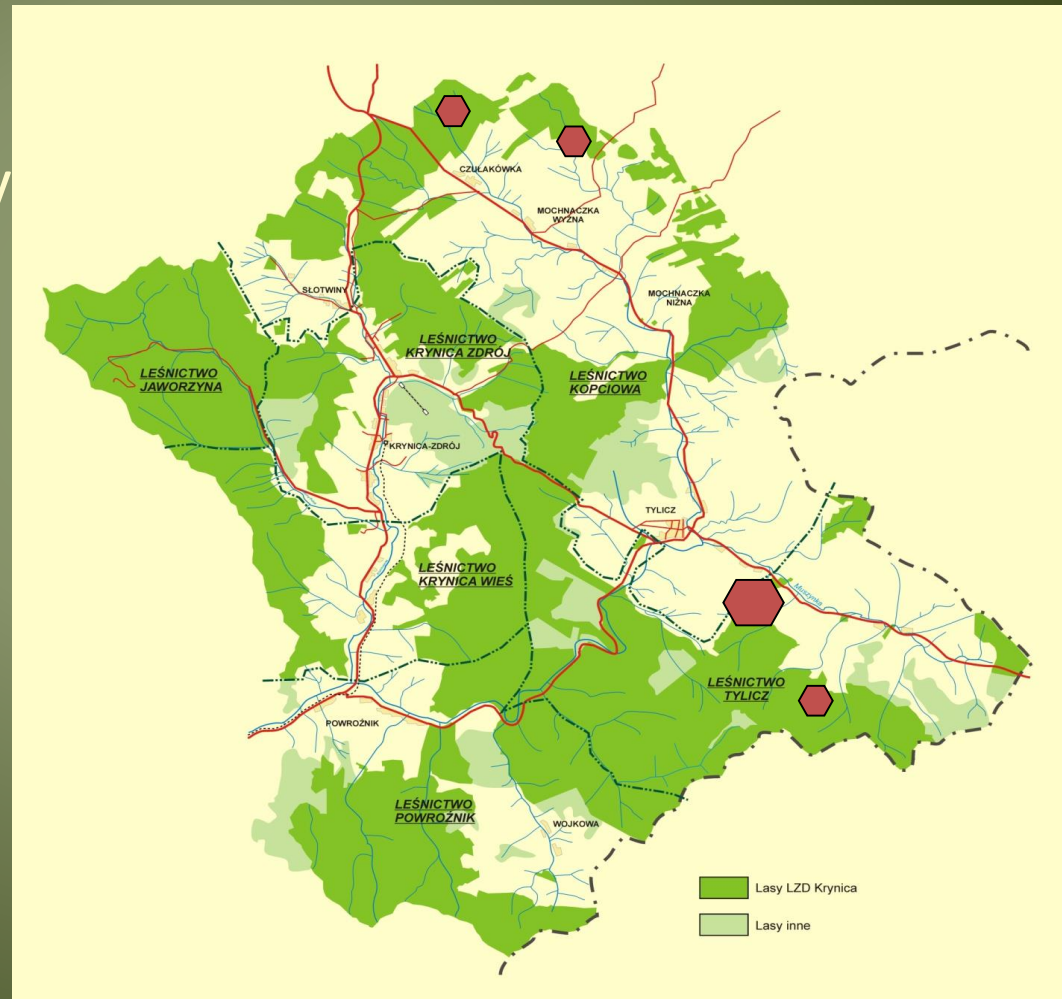 y
CZUŁAKÓWKA
MOCHNACZKA
WYŻNA
SŁOTWINY
MOCHNACZKA
NIŻNA
LEŚNICTWO
KRYNICA ZDRÓJ
LEŚNICTWO
JAWORZYNA
LEŚNICTWO
KOPCIOWA
KRYNICA-ZDRÓJ
TYLICZ
LEŚNICTWO
KRYNICA WIEŚ
Muszynka
LEŚNICTWO
TYLICZ
POWROŹNIK
LEŚNICTWO
POWROŹNIK
WOJKOWA
Lasy LZD Krynica
Lasy inne